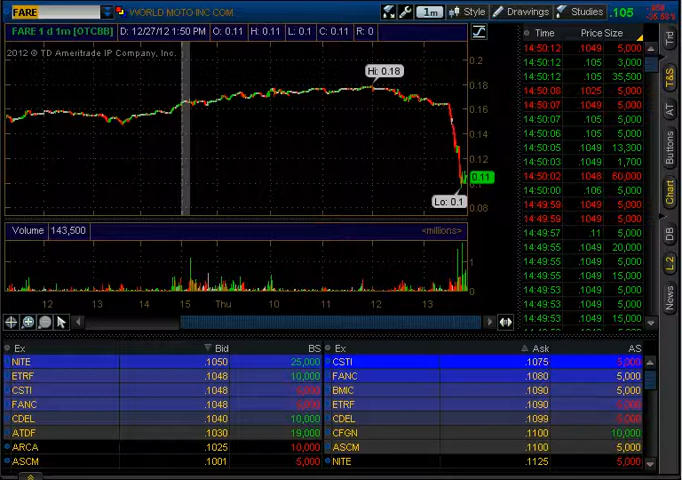 FARE WORLD MOTO INC COM 1m Style Drawings Studies .105
FARE 1 d 1m [OTCBB] D: 12/27/12 1:50 PM O: 0.11 H: 0.11 L: 0.1 C: 0.11 R: 0
2012 © TD Ameritrade IP Company, Inc.
Hi: 0.18
0.2
0.18
0.16
0.14
0.12
0.11
0.08
Lo: 0.1
Volume 143,500 <millions>
1
12 13 14 15 Thu 10 11 12 13
Time Price Size
14:50:12 .1049 5,000
14:50:12 .105 3,000
14:50:12 .105 35,500
14:50:08 .1025 5,000
14:50:07 .1049 5,000
14:50:07 .105 5,000
14:50:06 .105 5,000
14:50:05 .1049 13,300
14:50:03 .1049 1,700
14:50:02 .1048 60,000
14:50:00 .106 5,000
14:49:59 .1049 5,000
14:49:59 .1049 5,000
14:49:57 .11 5,000
14:49:55 .1049 20,000
14:49:55 .1049 15,000
14:49:54 .1049 5,000
14:49:53 .1049 5,000
14:49:53 .1049 15,000
Trd
T&S
AT
Buttons
Chart
DB
L2
News
Ex Bid BS Ex Ask AS
NITE .1050 25,000 CSTI .1075 5,000
ETRF .1048 10,000 FANC .1080 5,000
CSTI .1048 5,000 BMIC .1090 5,000
FANC .1048 5,000 ETRF .1090 5,000
CDEL .1040 10,000 CDEL .1099 5,000
ATDF .1030 19,000 CFGN .1100 10,000
ARCA .1025 10,000 ASCM .1100 5,000
ASCM .1001 5,000 NITE .1125 5,000